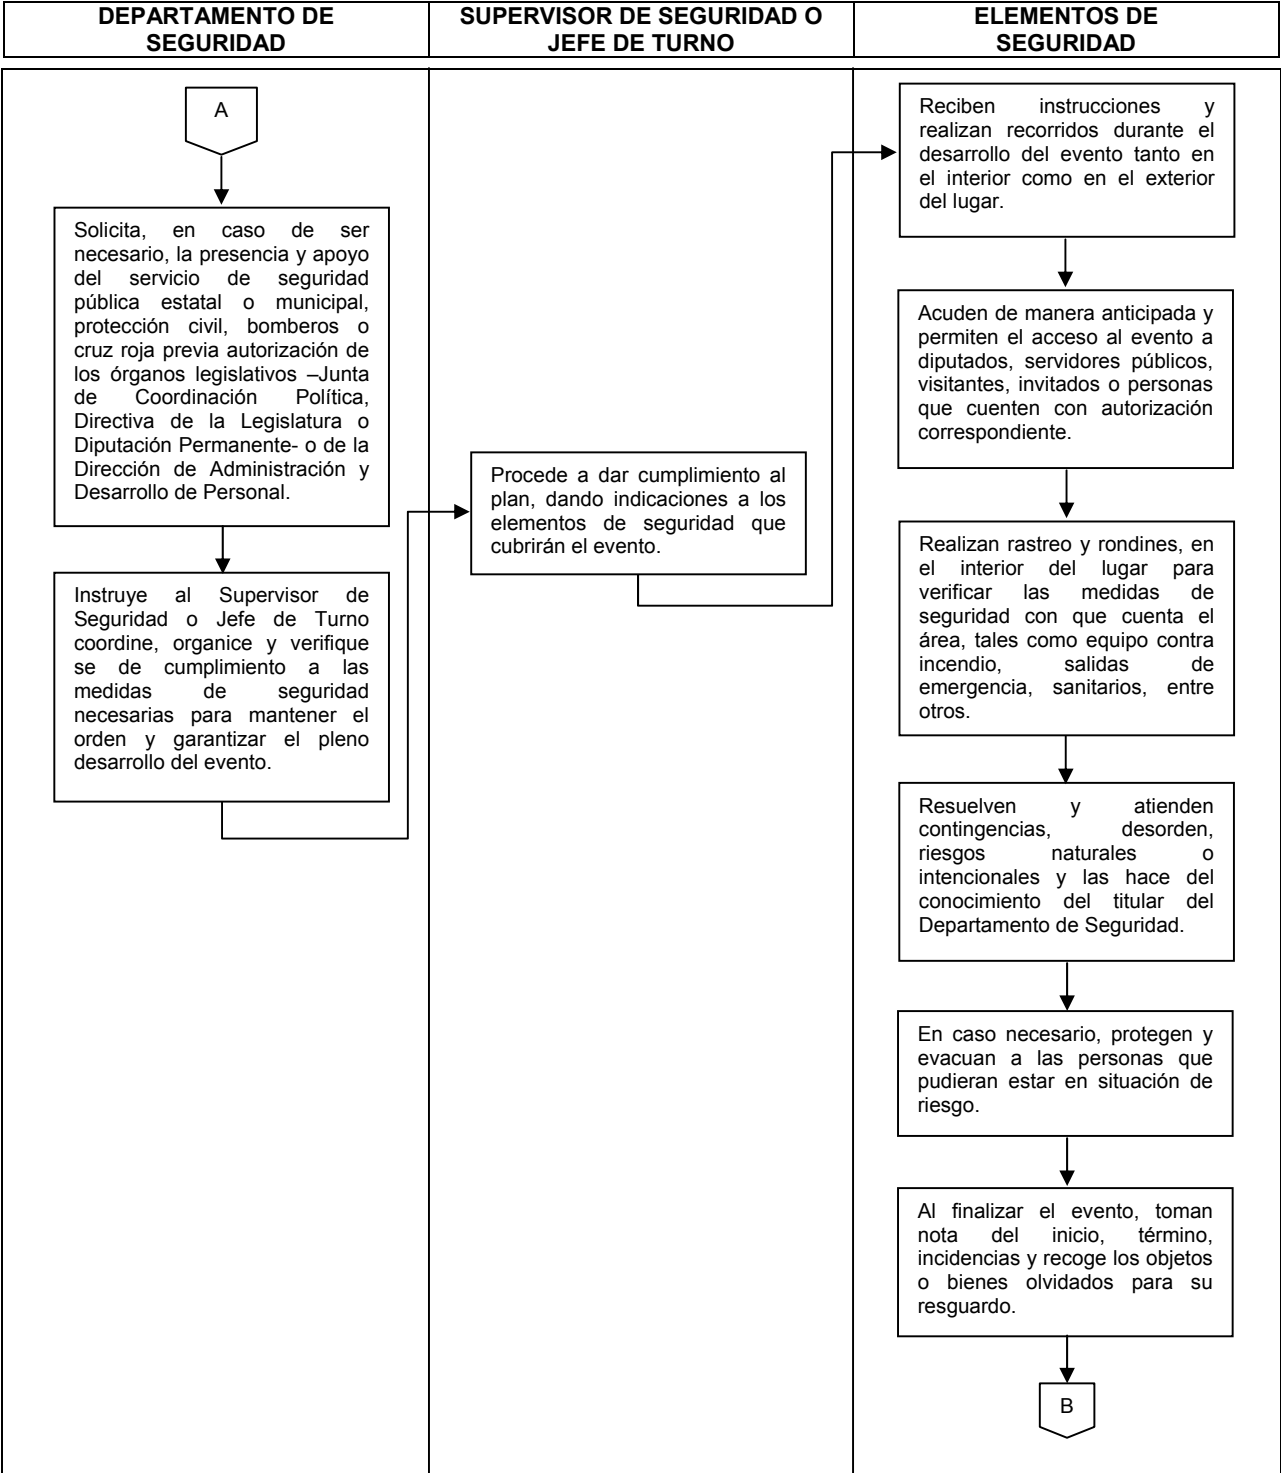 DEPARTAMENTO DE
SEGURIDAD
SUPERVISOR DE SEGURIDAD O
JEFE DE TURNO
ELEMENTOS DE
SEGURIDAD
A
Solicita, en caso de ser
necesario, la presencia y apoyo
del servicio de seguridad
pública estatal o municipal,
protección civil, bomberos o
cruz roja previa autorización de
los órganos legislativos –Junta
de Coordinación Política,
Directiva de la Legislatura o
Diputación Permanente- o de la
Dirección de Administración y
Desarrollo de Personal.
Instruye al Supervisor de
Seguridad o Jefe de Turno
coordine, organice y verifique
se de cumplimiento a las
medidas de seguridad
necesarias para mantener el
orden y garantizar el pleno
desarrollo del evento.
Procede a dar cumplimiento al
plan, dando indicaciones a los
elementos de seguridad que
cubrirán el evento.
Reciben instrucciones y
realizan recorridos durante el
desarrollo del evento tanto en
el interior como en el exterior
del lugar.
Acuden de manera anticipada y
permiten el acceso al evento a
diputados, servidores públicos,
visitantes, invitados o personas
que cuenten con autorización
correspondiente.
Realizan rastreo y rondines, en
el interior del lugar para
verificar las medidas de
seguridad con que cuenta el
área, tales como equipo contra
incendio, salidas de
emergencia, sanitarios, entre
otros.
Resuelven y atienden
contingencias, desorden,
riesgos naturales o
intencionales y las hace del
conocimiento del titular del
Departamento de Seguridad.
En caso necesario, protegen y
evacuan a las personas que
pudieran estar en situación de
riesgo.
Al finalizar el evento, toman
nota del inicio, término,
incidencias y recoge los objetos
o bienes olvidados para su
resguardo.
B